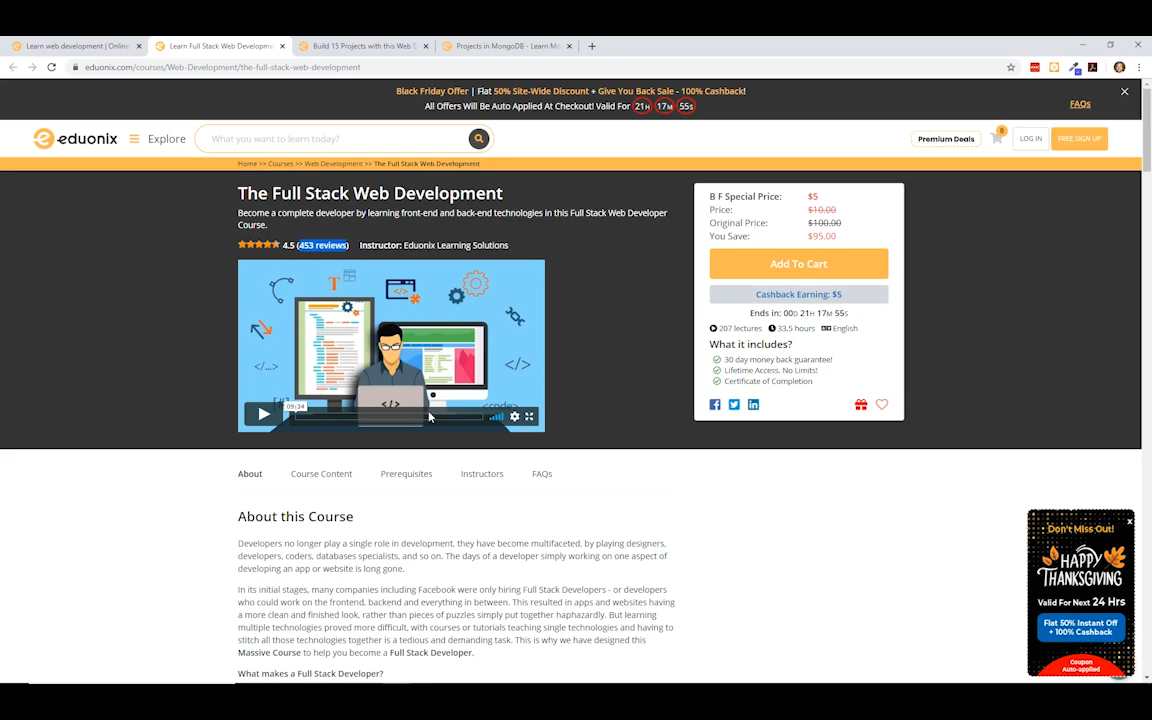 Learn web development | Online
Learn Full Stack Web Developme
Build 15 Projects with this Web D
Projects in MongoDB - Learn Mo
eduonix.com/courses/Web-Development/the-full-stack-web-development
Black Friday Offer | Flat 50% Site-Wide Discount + Give You Back Sale - 100% Cashback!
All Offers Will Be Auto Applied At Checkout! Valid For 21H 17M 55S
FAQs
eduonix
Explore
What you want to learn today?
Premium Deals
0
LOG IN
FREE SIGN UP
Home >> Courses >> Web Development >> The Full Stack Web Development
The Full Stack Web Development
Become a complete developer by learning front-end and back-end technologies in this Full Stack Web Developer
Course.
4.5 (453 reviews) Instructor: Eduonix Learning Solutions
T
</>
</...>
</>
</>
<code>
09:34
B F Special Price: $5
Price: $10.00
Original Price: $100.00
You Save: $95.00
Add To Cart
Cashback Earning: $5
Ends in: 00D 21H 17M 55S
207 lectures 33.5 hours English
What it includes?
30 day money back guarantee!
Lifetime Access. No Limits!
Certificate of Completion
About
Course Content
Prerequisites
Instructors
FAQs
About this Course
Developers no longer play a single role in development, they have become multifaceted, by playing designers,
developers, coders, databases specialists, and so on. The days of a developer simply working on one aspect of
developing an app or website is long gone.
In its initial stages, many companies including Facebook were only hiring Full Stack Developers - or developers
who could work on the frontend, backend and everything in between. This resulted in apps and websites having
a more clean and finished look, rather than pieces of puzzles simply put together haphazardly. But learning
multiple technologies proved more difficult, with courses or tutorials teaching single technologies and having to
stitch all those technologies together is a tedious and demanding task. This is why we have designed this
Massive Course to help you become a Full Stack Developer.
What makes a Full Stack Developer?
Don't Miss Out!
x
HAPPY
THANKSGIVING
Valid For Next 24 Hrs
Flat 50% Instant Off
+ 100% Cashback
Coupon
Auto-applied